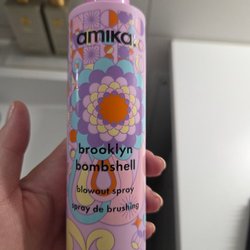 amika.
brooklyn
bombshell
blowout spray
spray de brushing